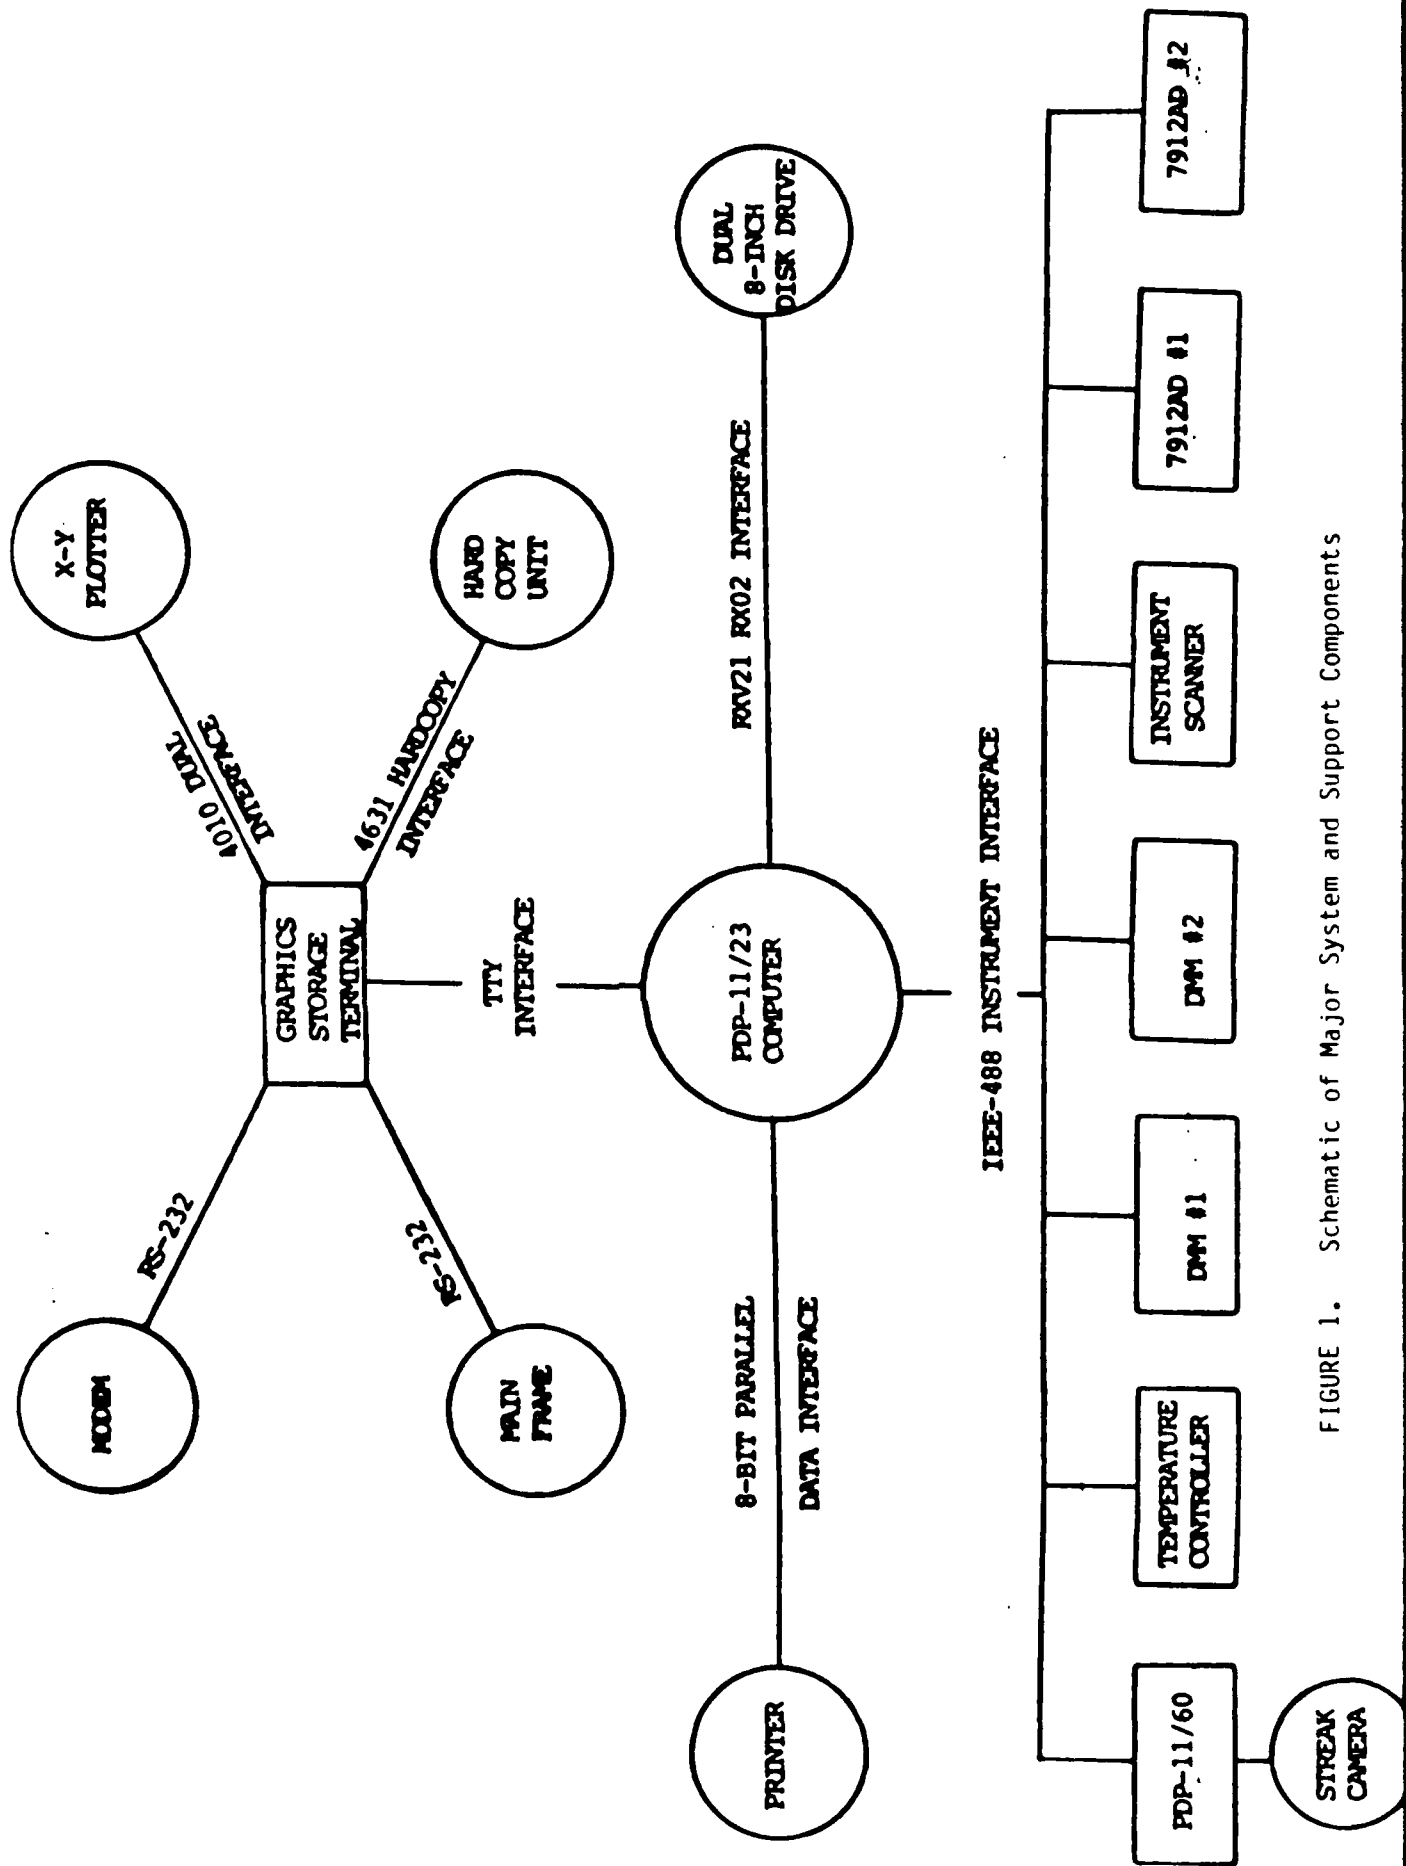 MODEM
X-Y
PLOTTER
RS-232
4010 DUAL
INTERFACE
GRAPHICS
STORAGE
TERMINAL
RS-232
4631 HARDCOPY
INTERFACE
MAIN
FRAME
HARD
COPY
UNIT
TTY
INTERFACE
PRINTER
8-BIT PARALLEL
DATA INTERFACE
PDP-11/23
COMPUTER
RXV21 RX02 INTERFACE
DUAL
8-INCH
DISK DRIVE
IEEE-488 INSTRUMENT INTERFACE
PDP-11/60
TEMPERATURE
CONTROLLER
DMM #1
DMM #2
INSTRUMENT
SCANNER
7912AD #1
7912AD #2
STREAK
CAMERA
FIGURE 1. Schematic of Major System and Support Components